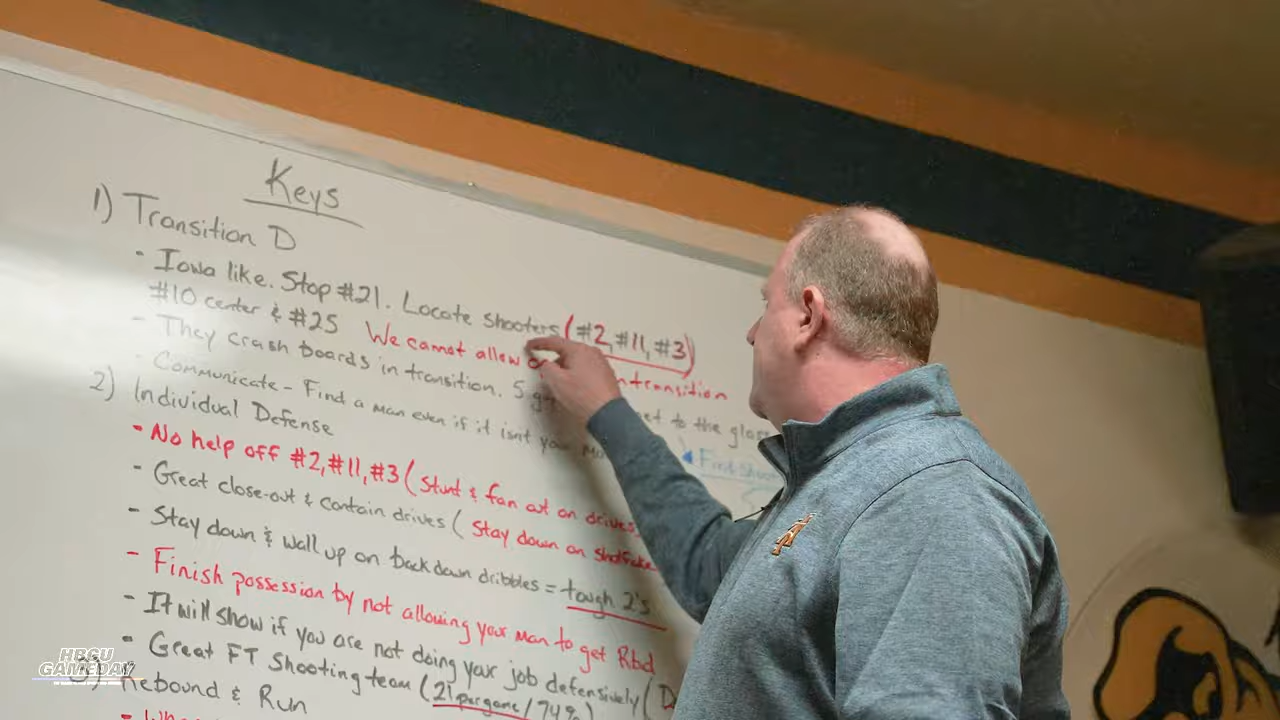 Keys
1) Transition D
- Iowa like. Stop #21. Locate shooters (#2, #11, #3)
#10 center & #25 We cannot allow in transition
- They crash boards in transition. 5 get to the glass
- Communicate - Find a man even if it isnt your
2) Individual Defense
- No help off #2, #11, #3 (Stunt & fan out on drives
- Great close-out & contain drives (Stay down on shotfake
- Stay down & wall up on backdown dribbles = tough 2's
- Finish possession by not allowing your man to get Rbd
- It will show if you are not doing your job defensively (
- Great FT shooting team (21 per game / 74%)
3) Rebound & Run
HBCU
GAMEDAY